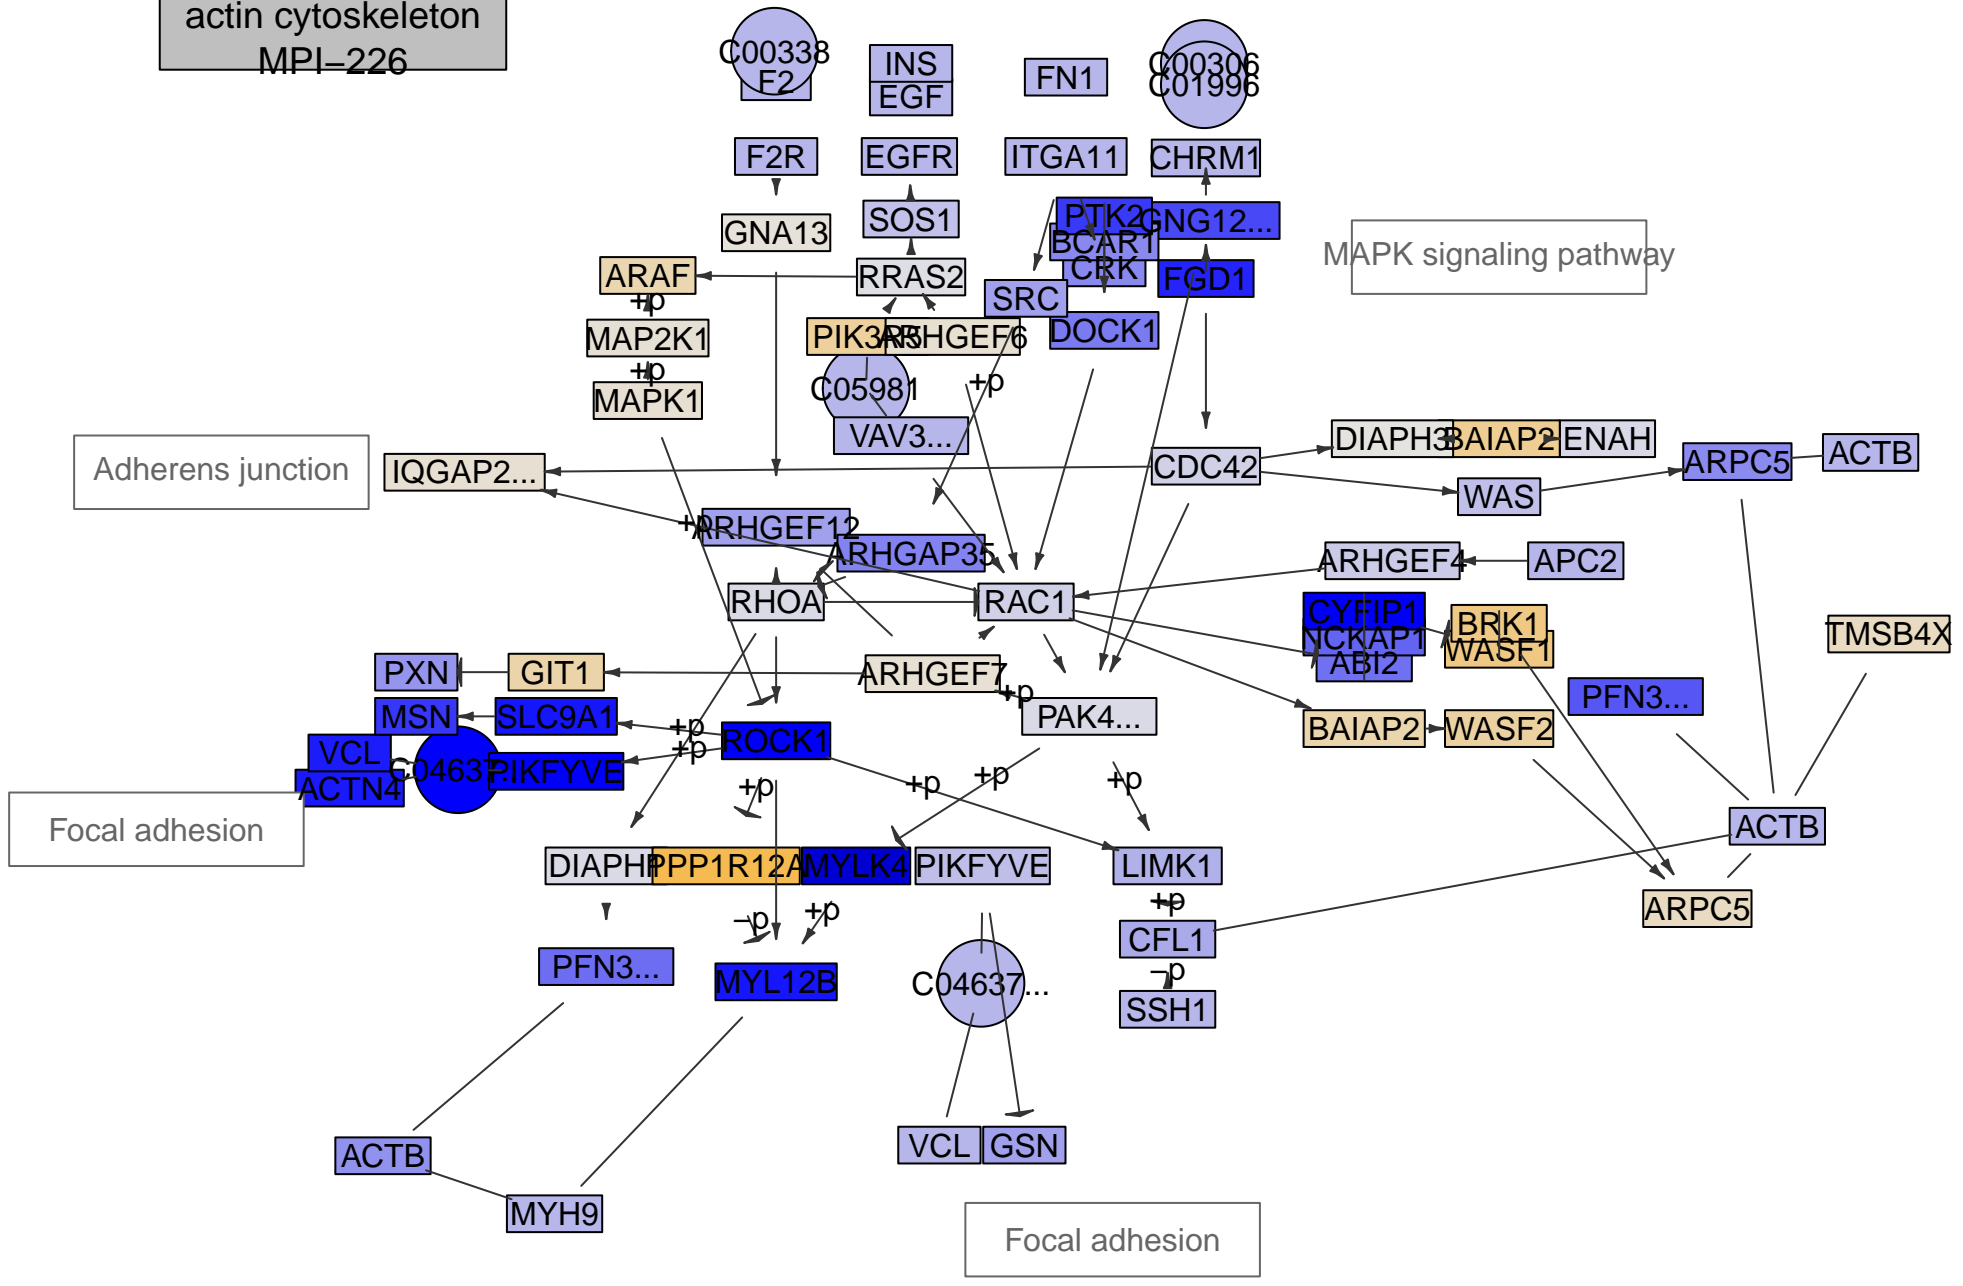 actin cytoskeleton
MPI−226
C00338
F2
INS
EGF
FN1
C00306
C01996
F2R
EGFR
ITGA11
CHRM1
GNA13
SOS1
PTK2
GNG12...
BCAR1
CRK
MAPK signaling pathway
ARAF
RRAS2
SRC
FGD1
+p
MAP2K1
PIK3R5
ARHGEF6
DOCK1
+p
MAPK1
C05981
+p
VAV3...
DIAPH3
BAIAP2
ENAH
ARPC5
ACTB
Adherens junction
IQGAP2...
CDC42
WAS
+p
ARHGEF12
ARHGAP35
ARHGEF4
APC2
RHOA
RAC1
CYFIP1
NCKAP1
ABI2
BRK1
WASF1
TMSB4X
PXN
GIT1
ARHGEF7
+p
PFN3...
MSN
SLC9A1
+p
PAK4...
BAIAP2
WASF2
VCL
ACTN4
C04637
PIKFYVE
+p
ROCK1
+p
+p
+p
+p
Focal adhesion
ACTB
PPP1R12A
MYLK4
PIKFYVE
LIMK1
+p
ARPC5
−p
+p
CFL1
PFN3...
MYL12B
C04637...
−p
SSH1
ACTB
VCL
GSN
MYH9
Focal adhesion